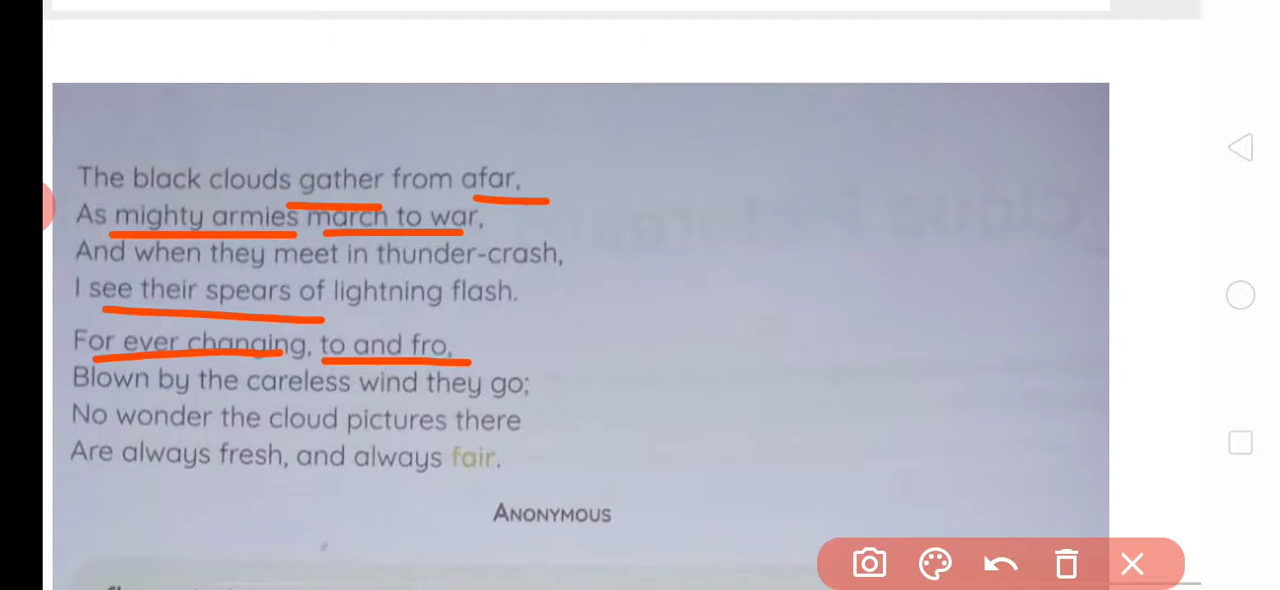 The black clouds gather from afar,
As mighty armies march to war,
And when they meet in thunder-crash,
I see their spears of lightning flash.
For ever changing, to and fro,
Blown by the careless wind they go;
No wonder the cloud pictures there
Are always fresh, and always fair.
ANONYMOUS